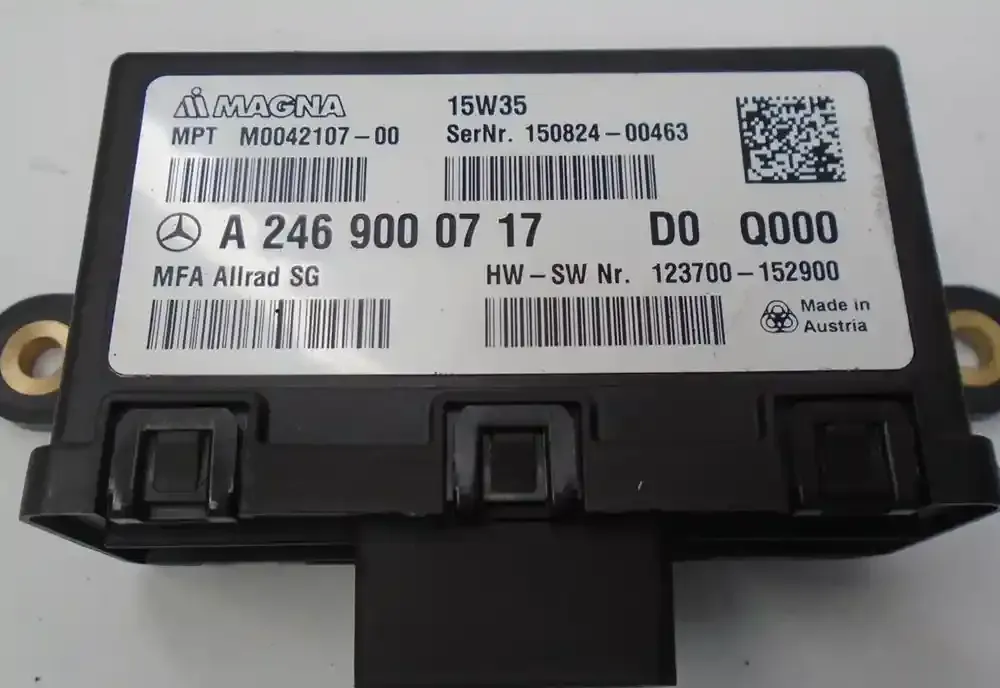 MAGNA
15W35
MPT M0042107-00
SerNr. 150824-00463
A 246 900 07 17 D0 Q000
MFA Allrad SG
HW-SW Nr. 123700-152900
Made in
Austria